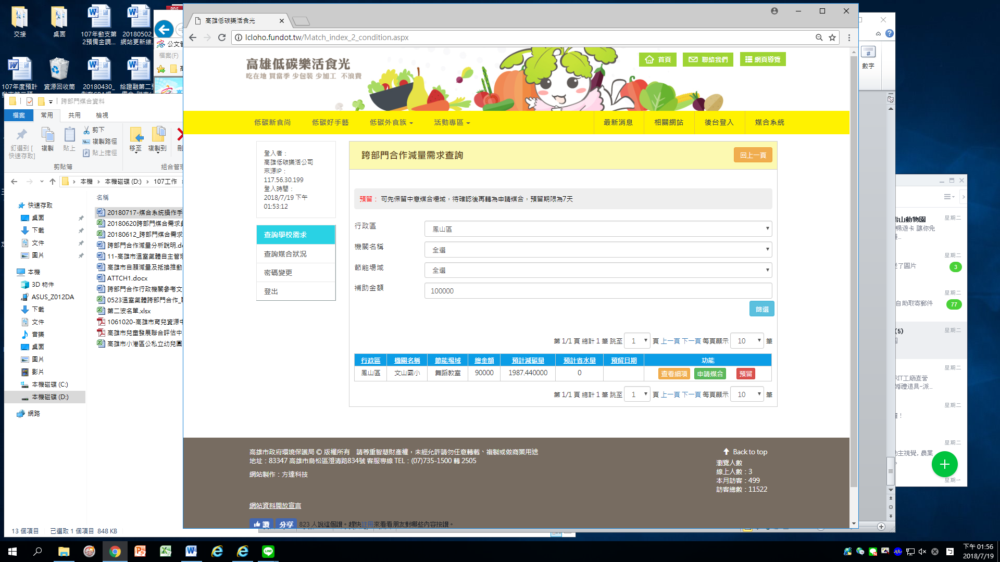 交接
桌面
107年動支第
2預備金調...
20180502_
網站更新維...
107年度預計
資源回收筒
20180430_
給證融第二預
PDF
公文管
檔案(F)
跨部門媒合資料
檔案
常用
共用
檢視
釘選到 [
快速存取]
複製
貼上
剪下
複製路徑
貼上捷徑
移至
複製到
剪貼簿
組合管理
本機
本機磁碟 (D:)
107工作
名稱
快速存取
桌面
下載
文件
圖片
本機
3D 物件
ASUS_Z012DA
下載
文件
音樂
桌面
圖片
影片
本機磁碟 (C:)
本機磁碟 (D:)
網路
20180717-媒合系統操作手
20180620跨部門媒合需求彙
20180612_跨部門媒合需求
跨部門合作減量分析說明.do
11-高雄市溫室氣體自主管理
高雄市自願減量及抵換推動
ATTCH1.docx
跨部門合作行政機關參考文
0523溫室氣體跨部門合作_
第二波名單.xlsx
1061020-高雄市育兒資源中
高雄市兒童發展聯合評估中
高雄市小港區公私立幼兒園
13 個項目
已選取 1 個項目 848 KB
高雄低碳樂活食光
lcloho.fundot.tw/Match_index_2_condition.aspx
高雄低碳樂活食光
吃在地 買當季 少包裝 少加工 不浪費
首頁
聯絡我們
網頁導覽
低碳新食尚
低碳好手藝
低碳外食族
活動專區
最新消息
相關網站
後台登入
媒合系統
登入者：
高雄低碳樂活公司
來源IP：
117.56.30.199
登入時間：
2018/7/19 下午
01:53:12
查詢學校需求
查詢媒合狀況
密碼變更
登出
跨部門合作減量需求查詢
回上一頁
預留： 可先保留中意媒合場域，待確認後再轉為申請媒合，預留期限為7天
行政區
鳳山區
機關名稱
全選
節能場域
全選
補助金額
100000
篩選
第 1/1 頁 總計 1 筆 跳至 1 頁 上一頁 下一頁 每頁顯示 10 筆
行政區 機關名稱 節能場域 總金額 預計減碳量 預計省水量 預留日期 功能
鳳山區 文山國小 舞蹈教室 90000 1987.440000 0 查看細項 申請媒合 預留
第 1/1 頁 總計 1 筆 跳至 1 頁 上一頁 下一頁 每頁顯示 10 筆
高雄市政府環境保護局 © 版權所有 請尊重智慧財產權，未經允許請勿任意轉載、複製或做商業用途
地址：83347 高雄市鳥松區澄清路834號 客服專線 TEL：(07)735-1500 轉 2505
網站製作：方達科技
網站資料開放宣言
讚 分享 823 人說這個讚。趕快註冊來看看朋友對哪些內容按讚。
Back to top
瀏覽人數
線上人數：3
本月訪客：499
訪客總數：11522
數字
壽山動物園
星期二
暢遊卡 讓你免
星期二
送了圖片
3
星期二
自助取寄郵件
77
星期二
(5)
星期二
RIT工廠直營
婚禮道具-派...
星期二
星期二
主視覺, 農業
星期一
下午 01:56
2018/7/19